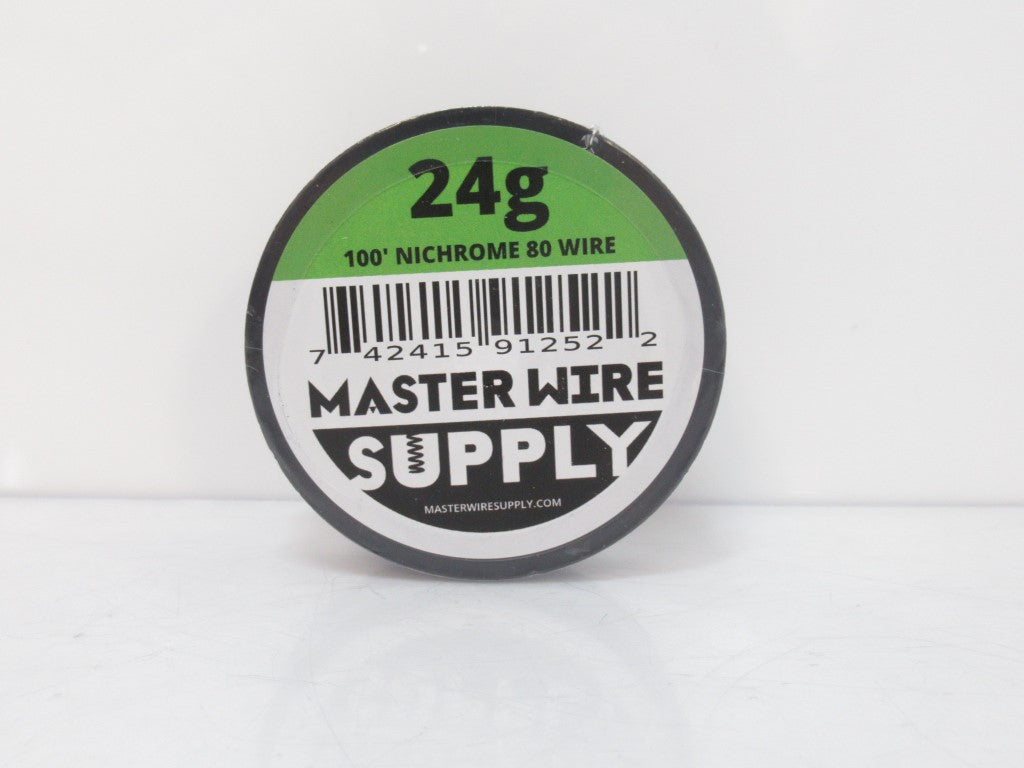 24g
100' NICHROME 80 WIRE
7 42415 91252 2
MASTER WIRE
SUPPLY
MASTERWIRESUPPLY.COM